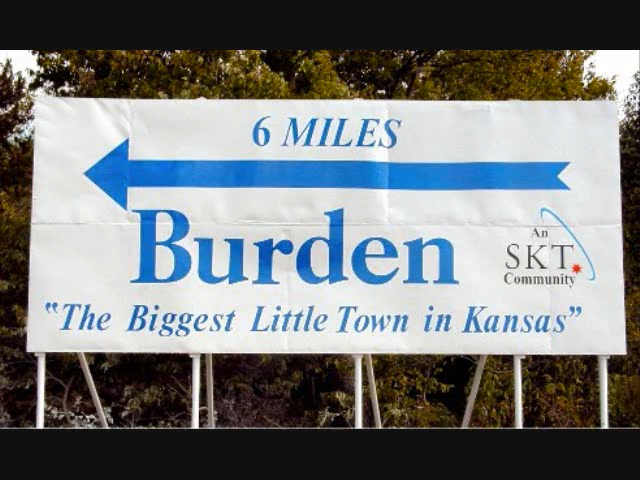 6 MILES
Burden
An
SKT
Community
"The Biggest Little Town in Kansas"